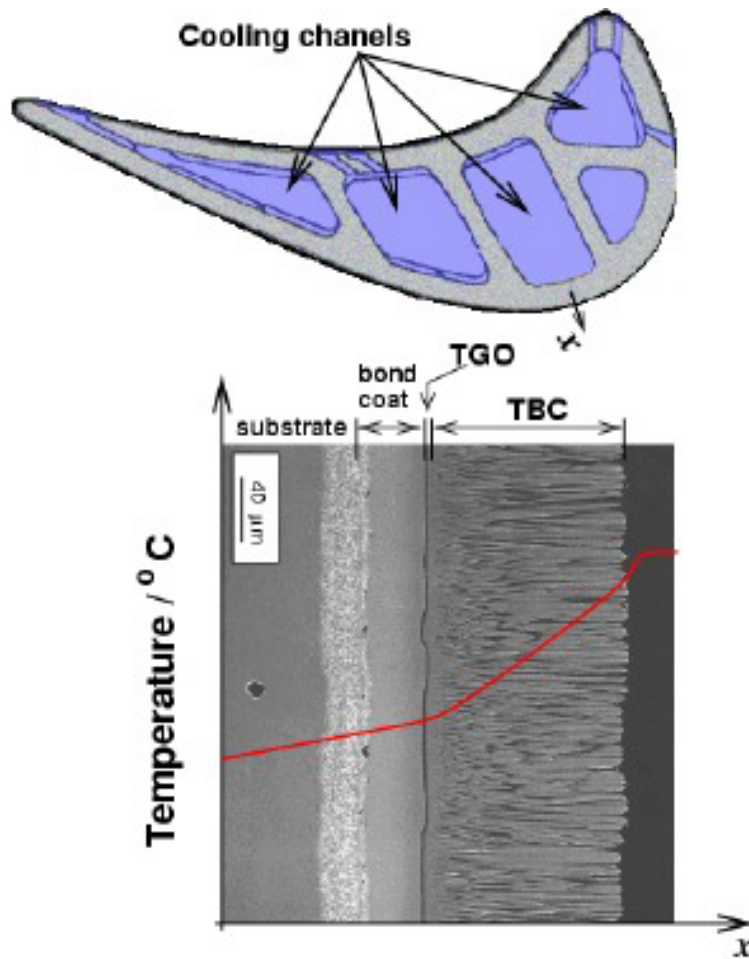 Cooling chanels
x
TGO
bond
coat
TBC
substrate
40 μm
Temperature / °C
x